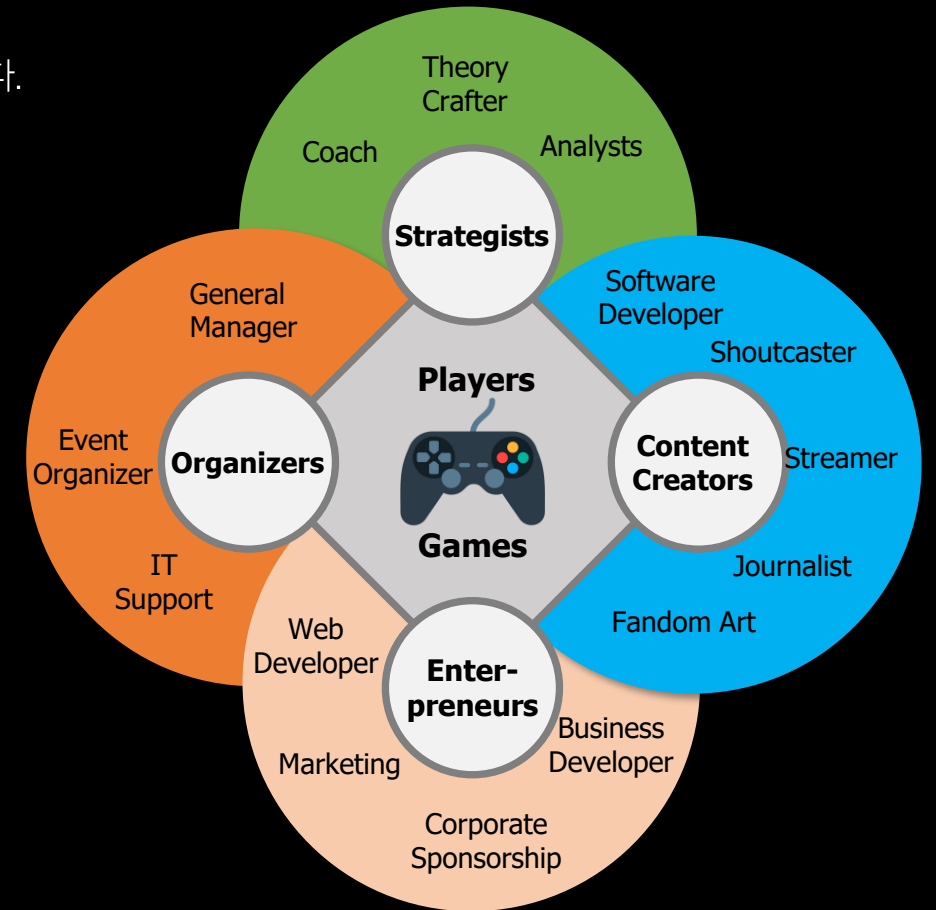 다.
Theory
Crafter
Coach
Analysts
Strategists
General
Manager
Software
Developer
Shoutcaster
Players
Event
Organizer
Organizers
Content
Creators
Streamer
Games
IT
Support
Journalist
Web
Developer
Fandom Art
Enter-
preneurs
Business
Developer
Marketing
Corporate
Sponsorship